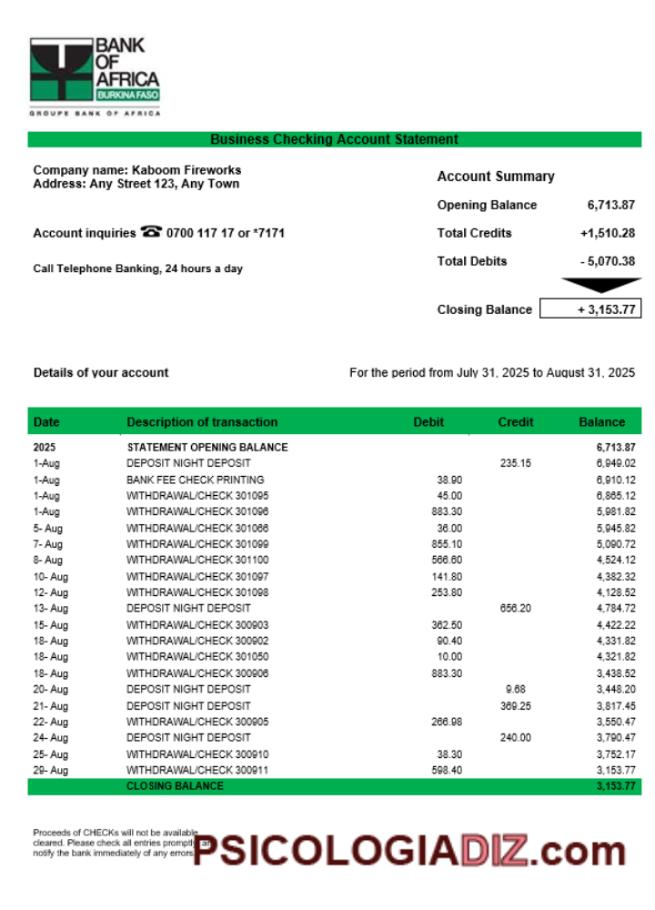 BANK
OF
AFRICA
BURKINA FASO
GROUPE BANK OF AFRICA
Business Checking Account Statement
Company name: Kaboom Fireworks
Address: Any Street 123, Any Town
Account inquiries ☎ 0700 117 17 or *7171
Call Telephone Banking, 24 hours a day
Account Summary
Opening Balance 6,713.87
Total Credits +1,510.28
Total Debits - 5,070.38
Closing Balance + 3,153.77
Details of your account For the period from July 31, 2025 to August 31, 2025
Date Description of transaction Debit Credit Balance
2025 STATEMENT OPENING BALANCE 6,713.87
1-Aug DEPOSIT NIGHT DEPOSIT 235.15 6,949.02
1-Aug BANK FEE CHECK PRINTING 38.90 6,910.12
1-Aug WITHDRAWAL/CHECK 301095 45.00 6,865.12
1-Aug WITHDRAWAL/CHECK 301096 883.30 5,981.82
5- Aug WITHDRAWAL/CHECK 301066 36.00 5,945.82
7- Aug WITHDRAWAL/CHECK 301099 855.10 5,090.72
8- Aug WITHDRAWAL/CHECK 301100 566.60 4,524.12
10- Aug WITHDRAWAL/CHECK 301097 141.80 4,382.32
12- Aug WITHDRAWAL/CHECK 301098 253.80 4,128.52
13- Aug DEPOSIT NIGHT DEPOSIT 656.20 4,784.72
15- Aug WITHDRAWAL/CHECK 300903 362.50 4,422.22
18- Aug WITHDRAWAL/CHECK 300902 90.40 4,331.82
18- Aug WITHDRAWAL/CHECK 301050 10.00 4,321.82
18- Aug WITHDRAWAL/CHECK 300906 883.30 3,438.52
20- Aug DEPOSIT NIGHT DEPOSIT 9.68 3,448.20
21- Aug DEPOSIT NIGHT DEPOSIT 369.25 3,817.45
22- Aug WITHDRAWAL/CHECK 300905 266.98 3,550.47
24- Aug DEPOSIT NIGHT DEPOSIT 240.00 3,790.47
25- Aug WITHDRAWAL/CHECK 300910 38.30 3,752.17
29- Aug WITHDRAWAL/CHECK 300911 598.40 3,153.77
CLOSING BALANCE 3,153.77
Proceeds of CHECKs will not be available
cleared. Please check all entries
notify the bank immediately of any errors
PSICOLOGIADIZ.com